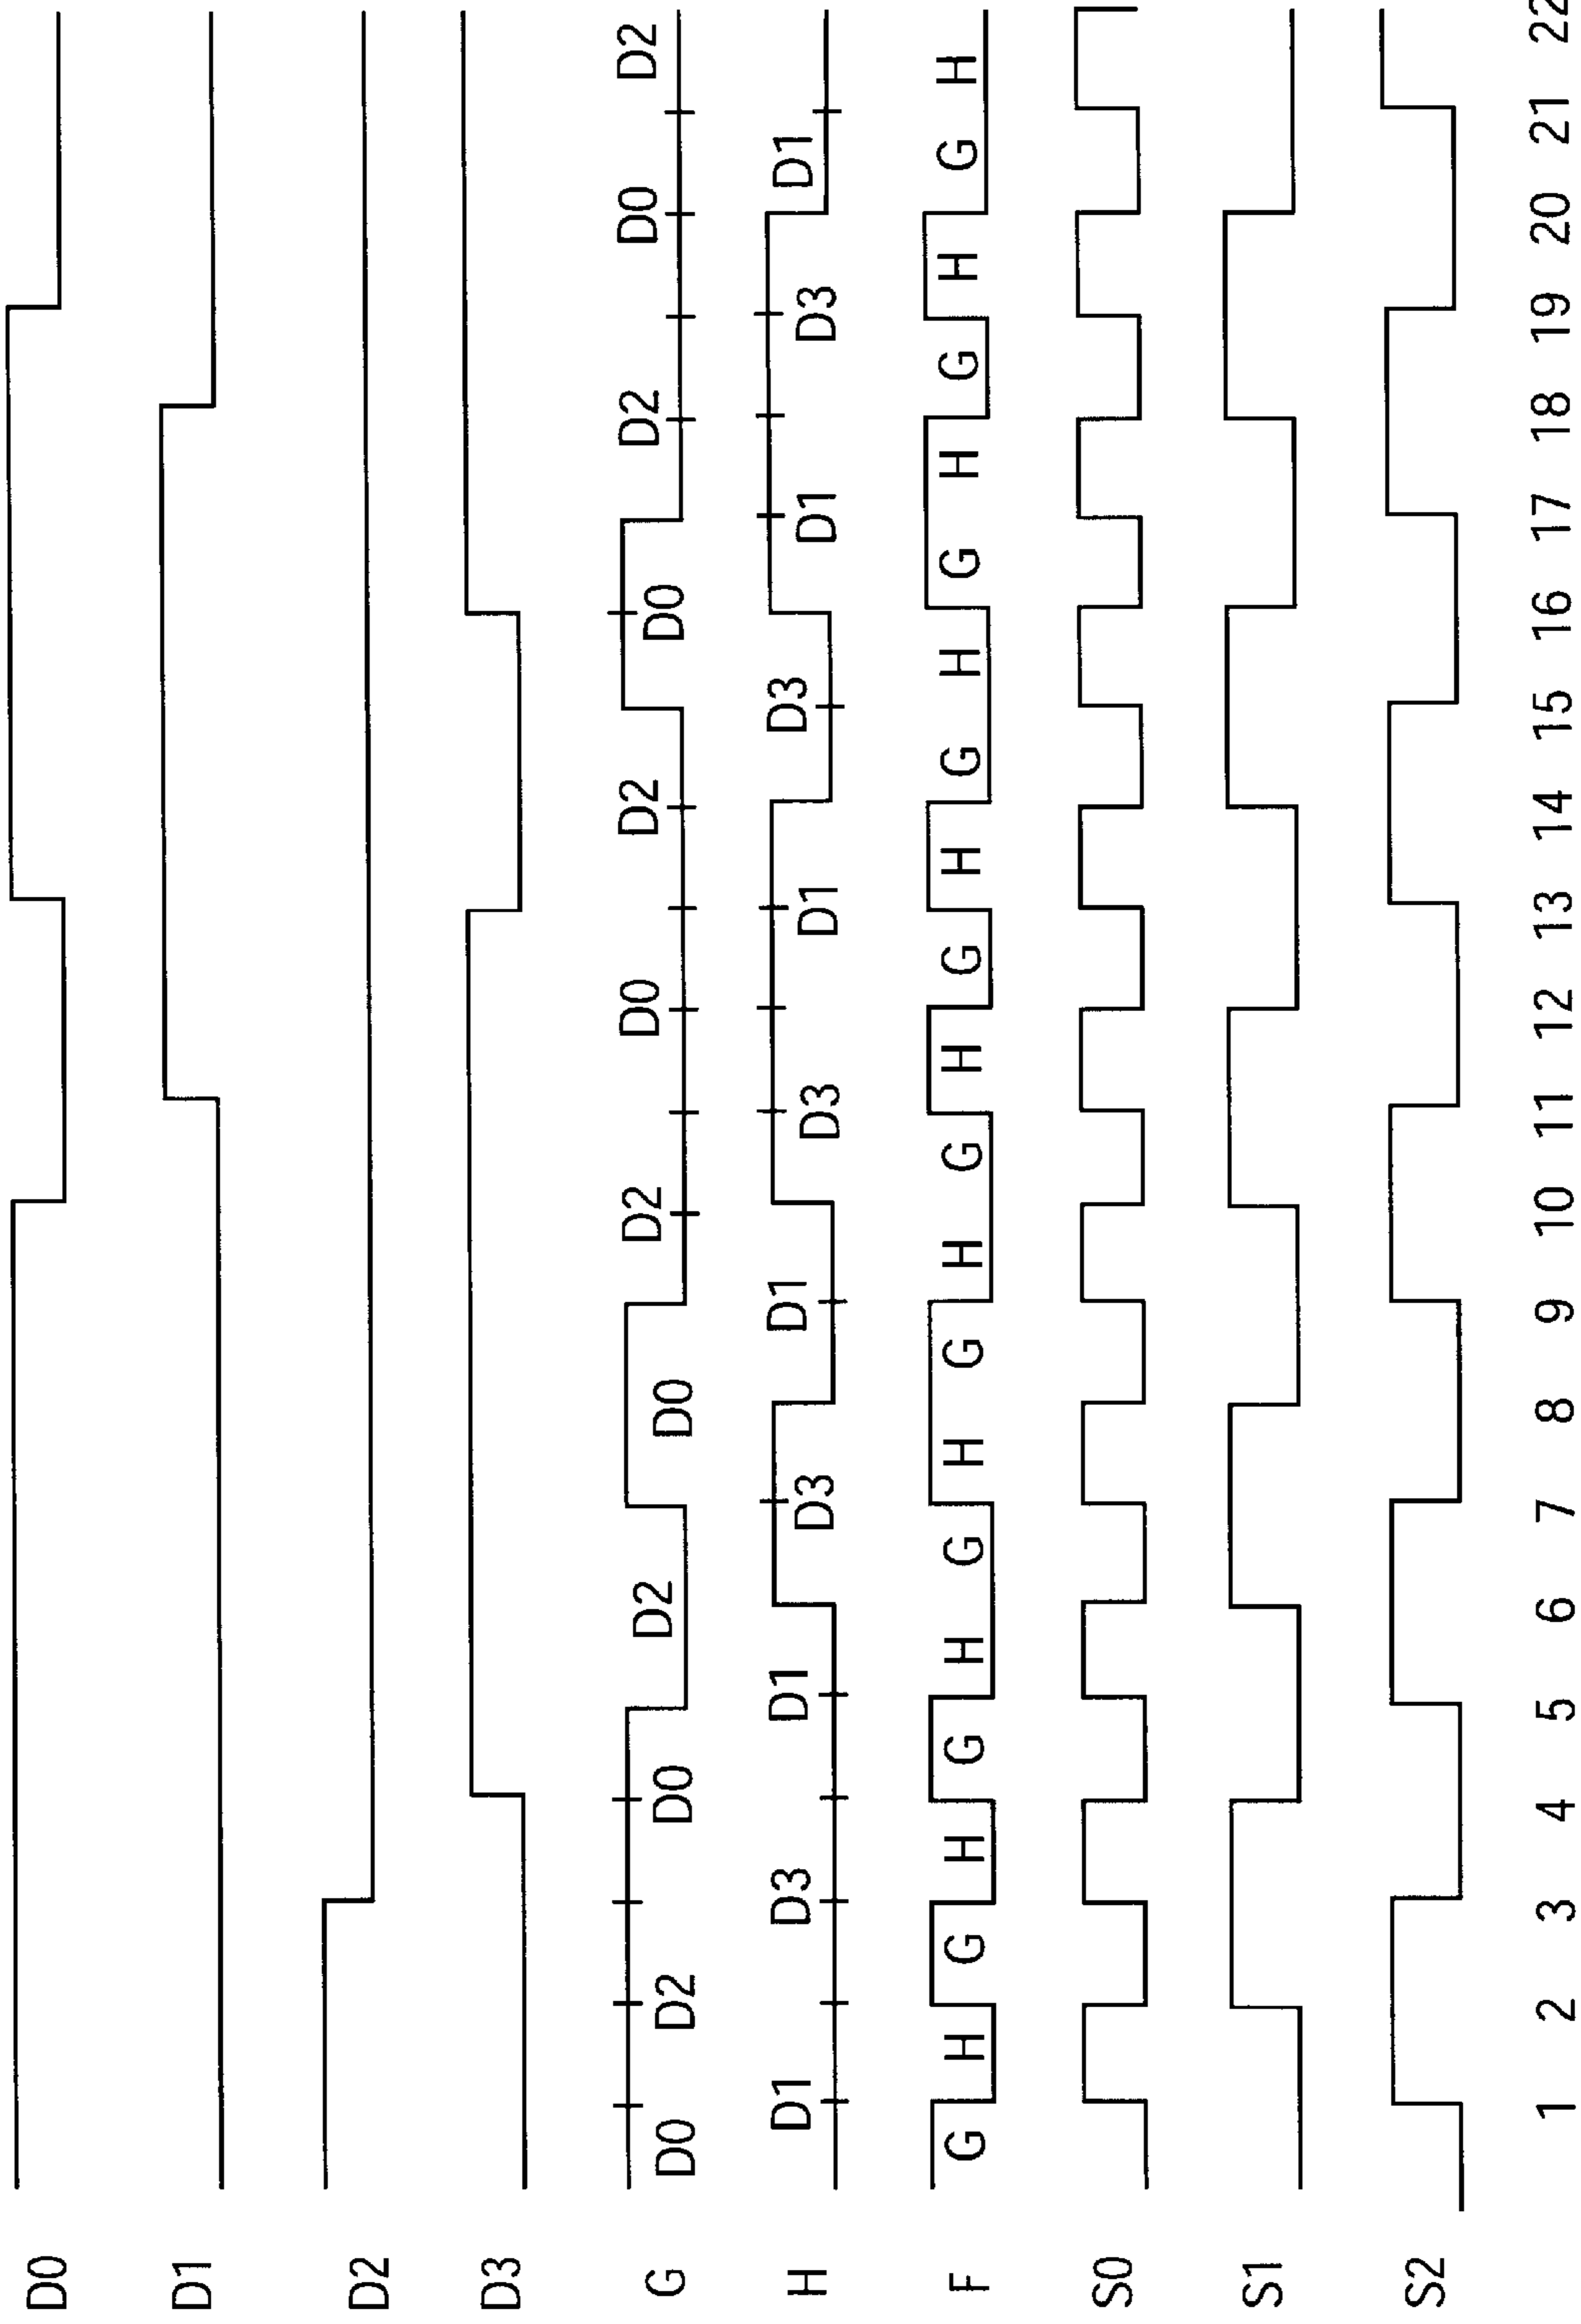 D0
D1
D2
D3
G D0 D2 D0 D2 D0 D2 D0 D2 D0 D2 D0 D2
H D1 D3 D1 D3 D1 D3 D1 D3 D1 D3 D1
F G H G H G H G H G H G H G H G H G H G H G H
S0
S1
S2
1 2 3 4 5 6 7 8 9 10 11 12 13 14 15 16 17 18 19 20 21 22